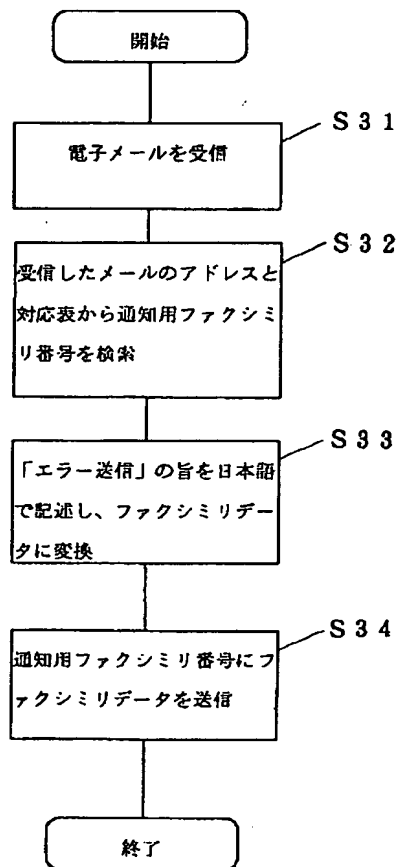 開始
S31
電子メールを受信
S32
受信したメールのアドレスと
対応表から通知用ファクシミ
リ番号を検索
S33
「エラー送信」の旨を日本語
で記述し、ファクシミリデー
タに変換
S34
通知用ファクシミリ番号にフ
ァクシミリデータを送信
終了